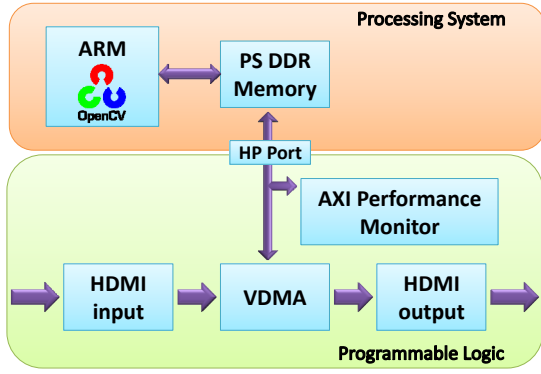 Processing System
ARM
OpenCV
PS DDR
Memory
HP Port
AXI Performance
Monitor
HDMI
input
VDMA
HDMI
output
Programmable Logic